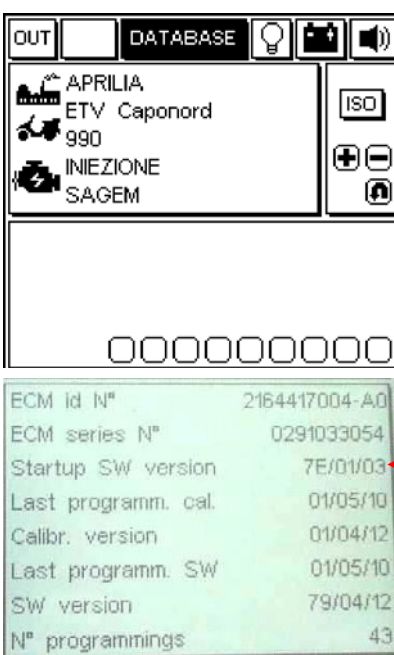 OUT DATABASE
APRILIA
ETV Caponord
990
INIEZIONE
SAGEM
ISO
ECM id N° 2164417004-A0
ECM series N° 0291033054
Startup SW version 7E/01/03
Last programm. cal. 01/05/10
Calibr. version 01/04/12
Last programm. SW 01/05/10
SW version 79/04/12
N° programmings 43